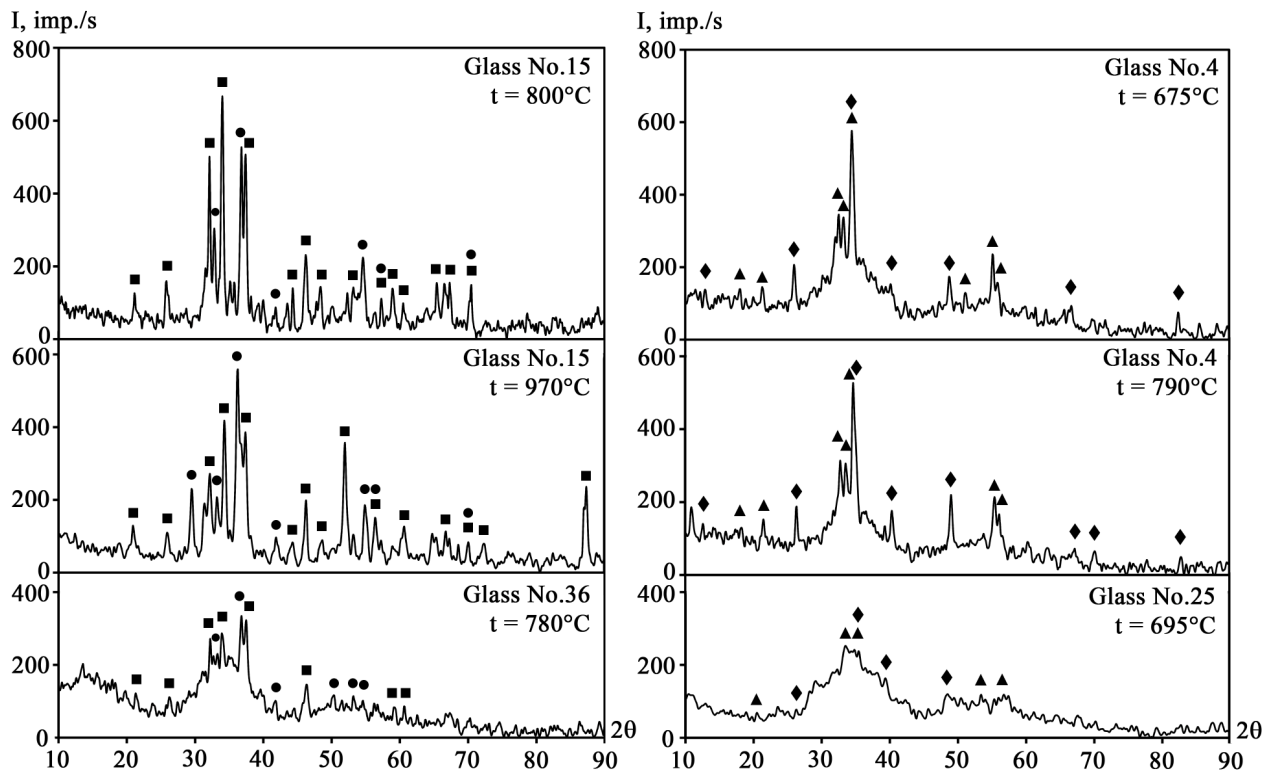 I, imp./s
800
600
400
200
0
Glass No.15
t = 800°C
600
400
200
0
Glass No.15
t = 970°C
400
200
0
Glass No.36
t = 780°C
10 20 30 40 50 60 70 80 90
I, imp./s
800
600
400
200
0
Glass No.4
t = 675°C
600
400
200
0
Glass No.4
t = 790°C
400
200
0
Glass No.25
t = 695°C
2θ
10 20 30 40 50 60 70 80 90
2θ